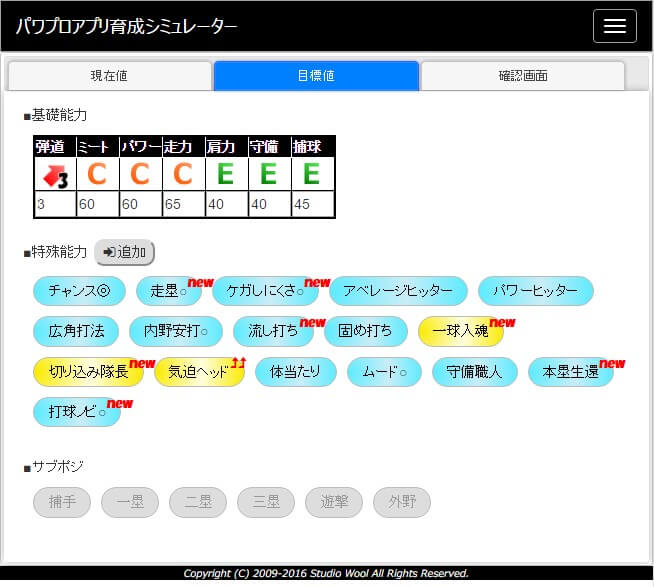 パワプロアプリ育成シミュレーター
現在値 目標値 確認画面
■基礎能力
弾道 ミート パワー 走力 肩力 守備 捕球
3 C C C E E E
3 60 60 65 40 40 45
■特殊能力 追加
チャンス◎ 走塁○ new ケガしにくさ○ new アベレージヒッター パワーヒッター
広角打法 内野安打○ 流し打ち new 固め打ち 一球入魂 new
切り込み隊長 new 気迫ヘッド 体当たり ムード○ 守備職人 本塁生還 new
打球ノビ○ new
■サブポジ
捕手 一塁 二塁 三塁 遊撃 外野
Copyright (C) 2009-2016 Studio Wool All Rights Reserved.